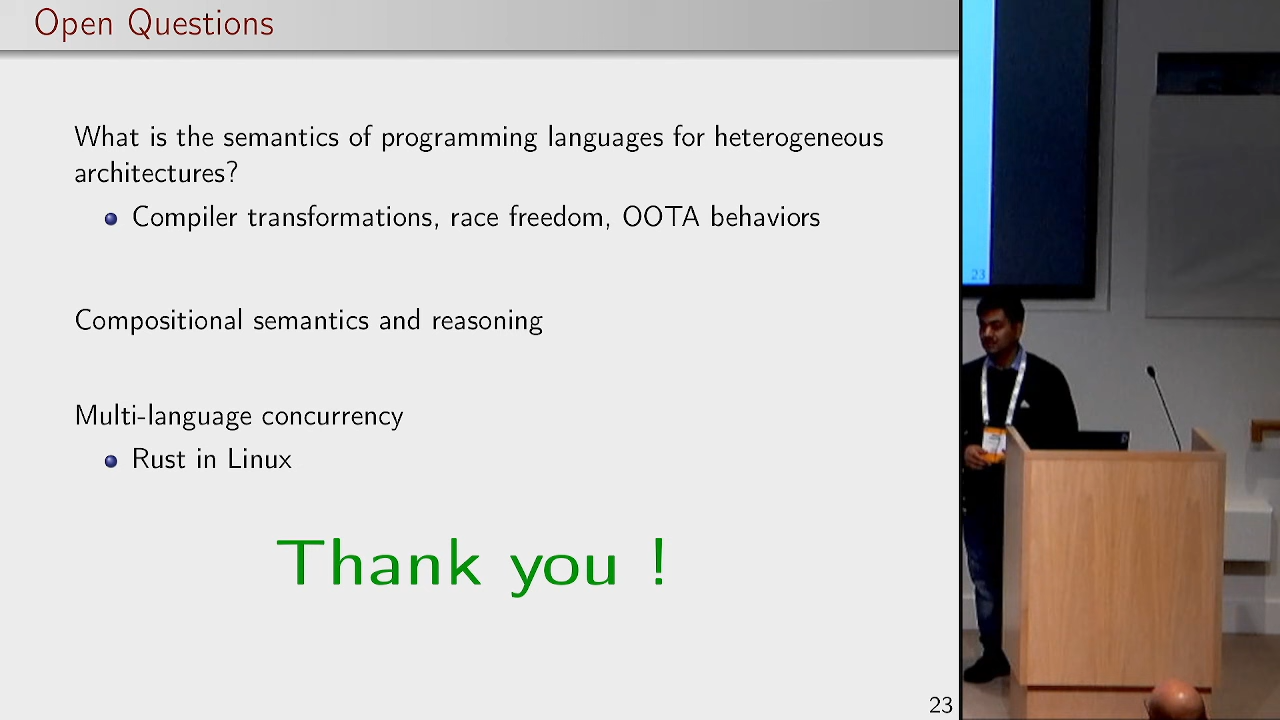 Open Questions
What is the semantics of programming languages for heterogeneous
architectures?
Compiler transformations, race freedom, OOTA behaviors
Compositional semantics and reasoning
Multi-language concurrency
Rust in Linux
Thank you !
23
23